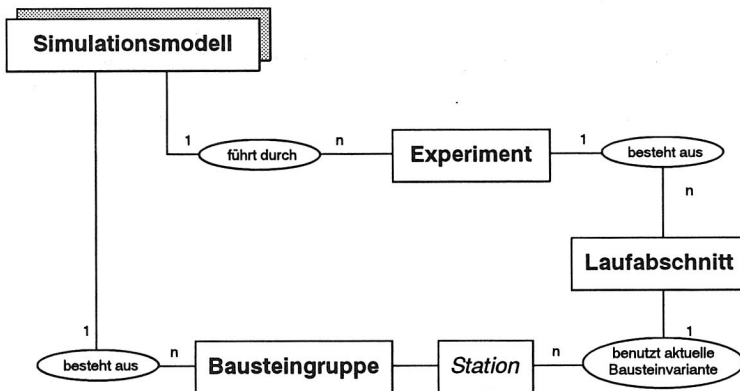 Simulationsmodell
1
führt durch
n
Experiment
1
besteht aus
n
Laufabschnitt
1
besteht aus
n
Bausteingruppe
Station
n
1
benutzt aktuelle
Bausteinvariante